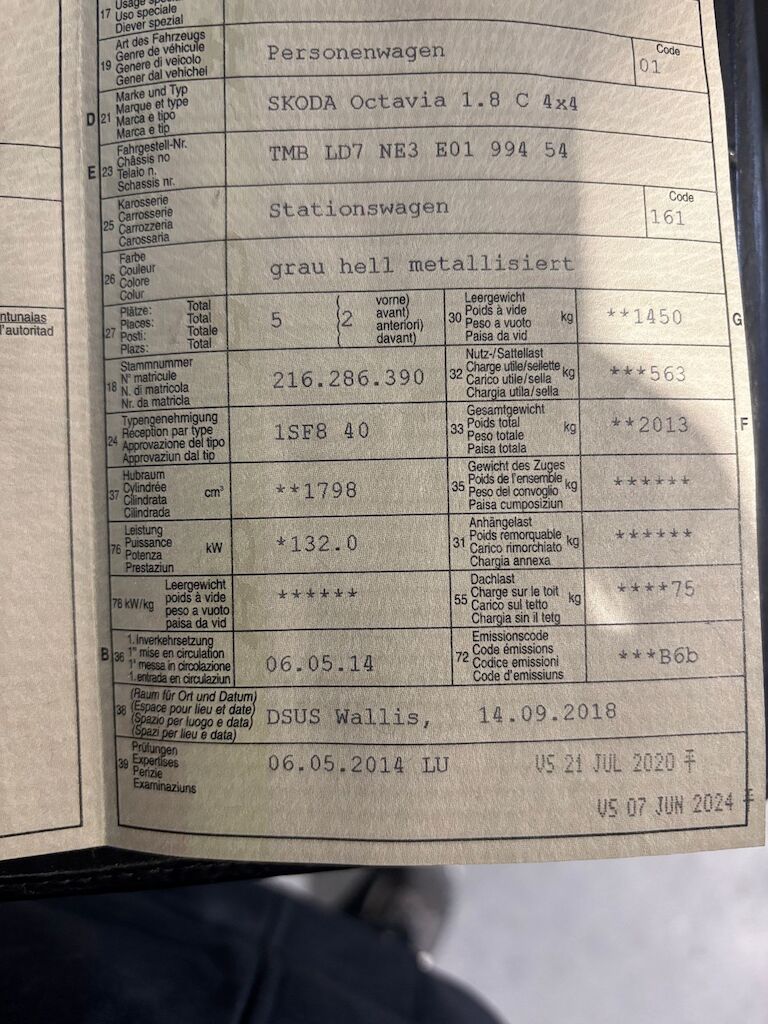 17 Usage
Uso speciale
Diever spezial
19 Art des Fahrzeugs
Genre de véhicule
Genere di veicolo
Gener dal vehichel
Personenwagen
Code
01
D 21 Marke und Typ
Marque et type
Marca e tipo
Marca e tip
SKODA Octavia 1.8 C 4x4
E 23 Fahrgestell-Nr.
Châssis no
Telaio n.
Schassis nr.
TMB LD7 NE3 E01 994 54
25 Karosserie
Carrosserie
Carrozzeria
Carossaria
Stationswagen
Code
161
26 Farbe
Couleur
Colore
Colur
grau hell metallisiert
ntunaias
l'autoritad
27 Plätze: Total
Places: Total
Posti: Totale
Plazs: Total
5 2
vorne)
avant)
anteriori)
davant)
30 Leergewicht
Poids à vide
Peso a vuoto
Paisa da vid
kg
**1450
G
18 Stammnummer
N° matricule
N. di matricola
Nr. da matricla
216.286.390
32 Nutz-/Sattellast
Charge utile/sellette
Carico utile/sella
Chargia utila/sella
kg
***563
24 Typengenehmigung
Réception par type
Approvazione del tipo
Approvaziun dal tip
1SF8 40
33 Gesamtgewicht
Poids total
Peso totale
Paisa totala
kg
**2013
F
37 Hubraum
Cylindrée
Cilindrata
Cilindrada
cm³
**1798
35 Gewicht des Zuges
Poids de l'ensemble
Peso del convoglio
Paisa cumposiziun
kg
******
76 Leistung
Puissance
Potenza
Prestaziun
kW
*132.0
31 Anhängelast
Poids remorquable
Carico rimorchiato
Chargia annexa
kg
******
78 kW/kg
Leergewicht
poids à vide
peso a vuoto
paisa da vid
******
55 Dachlast
Charge sur le toit
Carico sul tetto
Chargia sin il tetg
kg
****75
B 36 1. Inverkehrsetzung
1re mise en circulation
1a messa in circolazione
1. entrada en circulaziun
06.05.14
72 Emissionscode
Code émissions
Codice emissioni
Code d'emissiuns
***B6b
38 (Raum für Ort und Datum)
(Espace pour lieu et date)
(Spazio per luogo e data)
(Spazi per lieu e data)
DSUS Wallis, 14.09.2018
39 Prüfungen
Expertises
Perizie
Examinaziuns
06.05.2014 LU
VS 21 JUL 2020
VS 07 JUN 2024